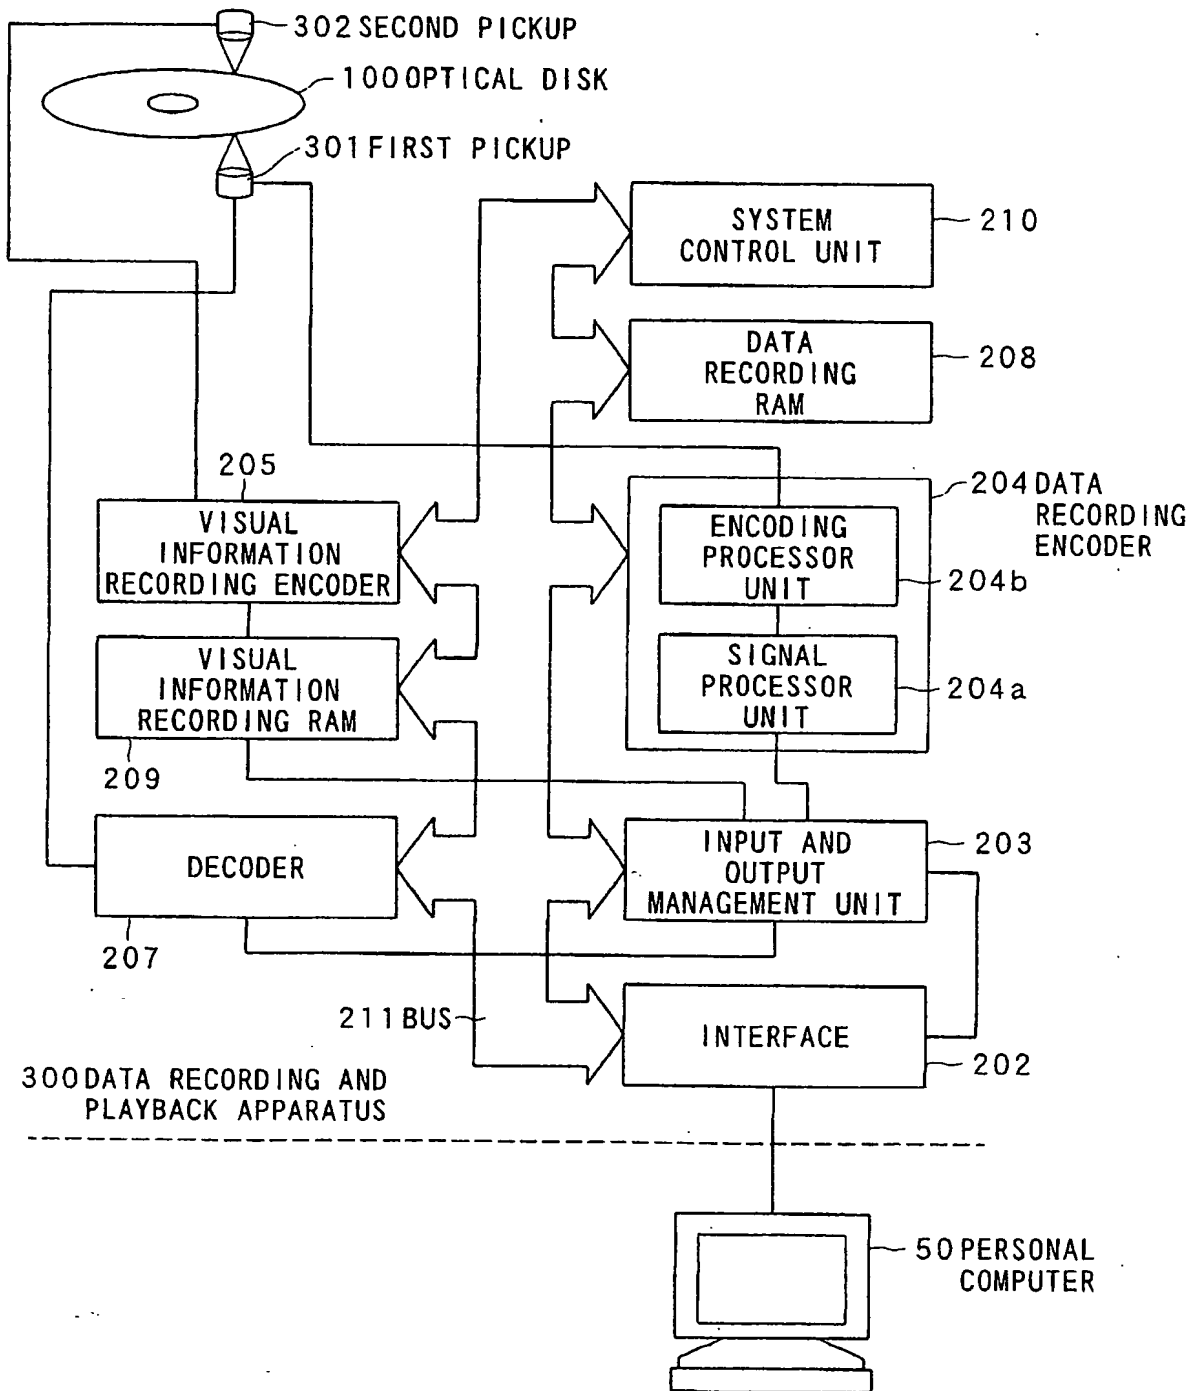 302 SECOND PICKUP
100 OPTICAL DISK
301 FIRST PICKUP
SYSTEM
CONTROL UNIT
210
DATA
RECORDING
RAM
208
205
VISUAL
INFORMATION
RECORDING ENCODER
204 DATA
RECORDING
ENCODER
ENCODING
PROCESSOR
UNIT
204b
VISUAL
INFORMATION
RECORDING RAM
209
SIGNAL
PROCESSOR
UNIT
204a
DECODER
207
INPUT AND
OUTPUT
MANAGEMENT UNIT
203
211 BUS
INTERFACE
202
300 DATA RECORDING AND
PLAYBACK APPARATUS
50 PERSONAL
COMPUTER